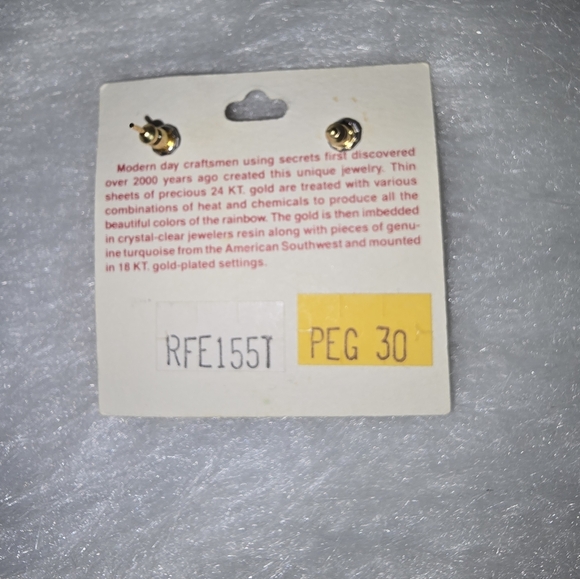 Modern day craftsmen using secrets first discovered
over 2000 years ago created this unique jewelry. Thin
sheets of precious 24 KT. gold are treated with various
combinations of heat and chemicals to produce all the
beautiful colors of the rainbow. The gold is then imbedded
in crystal-clear jewelers resin along with pieces of genu-
ine turquoise from the American Southwest and mounted
in 18 KT. gold-plated settings.
RFE155T
PEG 30